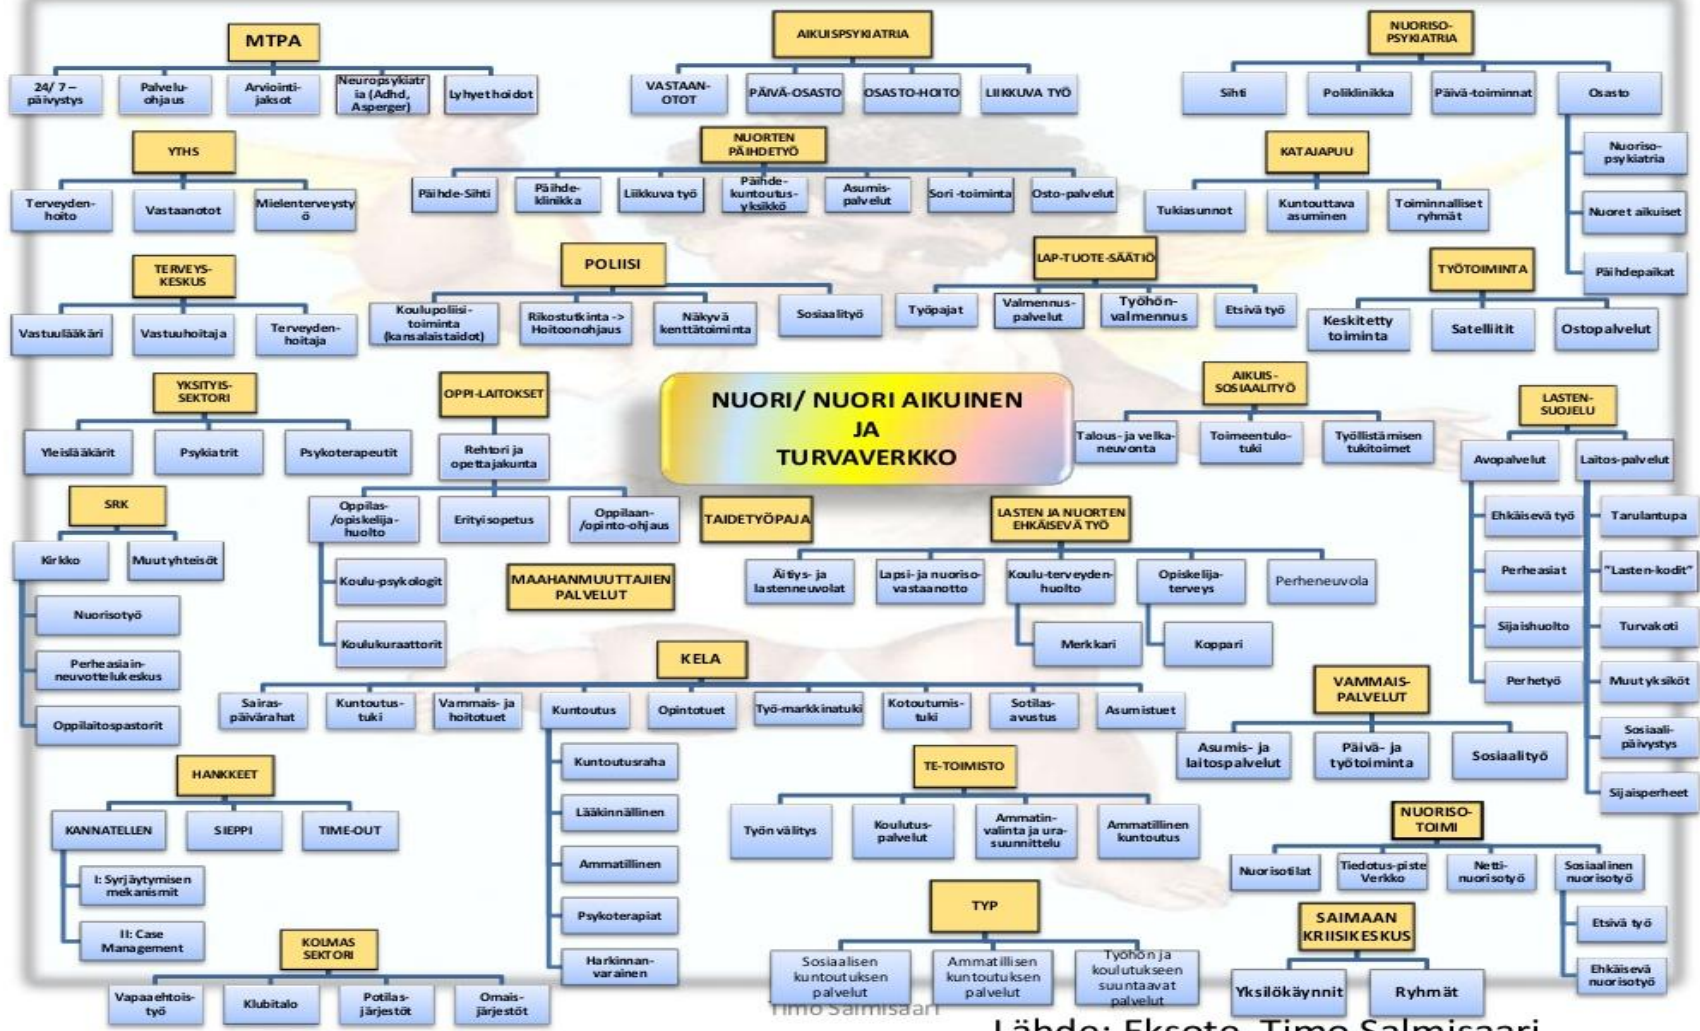 MTPA
24/ 7 –
päivystys
Palvelu-
ohjaus
Arviointi-
jaksot
Neuropsykiatr
ia (Adhd,
Asperger)
Lyhyet hoidot
AIKUISPSYKIATRIA
VASTAAN-
OTOT
PÄIVÄ-OSASTO
OSASTO-HOITO
LIIKKUVA TYÖ
NUORISO-
PSYKIATRIA
Sihti
Poliklinikka
Päivä-toiminnat
Osasto
Nuoriso-
psykiatria
Nuoret aikuiset
Päihdepaikat
YTHS
Terveyden-
hoito
Vastaanotot
Mielenterveysty
ö
NUORTEN
PÄIHDETYÖ
Päihde-Sihti
Päihde-
klinikka
Liikkuva työ
Päihde-
kuntoutus-
yksikkö
Asumis-
palvelut
Sori -toiminta
Osto-palvelut
KATAJAPUU
Tukiasunnot
Kuntouttava
asuminen
Toiminnalliset
ryhmät
TERVEYS-
KESKUS
Vastuulääkäri
Vastuuhoitaja
Terveyden-
hoitaja
POLIISI
Koulupoliisi-
toiminta
(kansalaistaidot)
Rikostutkinta ->
Hoitoonohjaus
Näkyvä
kenttätoiminta
Sosiaalityö
LAP-TUOTE-SÄÄTIÖ
Työpajat
Valmennus-
palvelut
Työhön-
valmennus
Etsivä työ
TYÖTOIMINTA
Keskitetty
toiminta
Satelliitit
Ostopalvelut
YKSITYIS-
SEKTORI
Yleislääkärit
Psykiatrit
Psykoterapeutit
OPPI-LAITOKSET
Rehtori ja
opettajakunta
Oppilas-
/opiskelija-
huolto
Erityisopetus
Oppilaan-
/opinto-ohjaus
Koulu-psykologit
Koulukuraattorit
NUORI/ NUORI AIKUINEN
JA
TURVAVERKKO
AIKUIS-
SOSIAALITYÖ
Talous- ja velka-
neuvonta
Toimeentulo-
tuki
Työllistämisen
tukitoimet
LASTEN-
SUOJELU
Avopalvelut
Laitos-palvelut
Ehkäisevä työ
Perheasiat
Sijaishuolto
Perhetyö
Tarulantupa
"Lasten-kodit"
Turvakoti
Muut yksiköt
Sosiaali-
päivystys
Sijaisperheet
SRK
Kirkko
Muut yhteisöt
Nuorisotyö
Perheasiain-
neuvottelukeskus
Oppilaitospastorit
TAIDETYÖPAJA
MAAHANMUUTTAJIEN
PALVELUT
LASTEN JA NUORTEN
EHKÄISEVÄ TYÖ
Äitiys- ja
lastenneuvolat
Lapsi- ja nuoriso-
vastaanotto
Koulu-terveyden-
huolto
Opiskelija-
terveys
Perheneuvola
Merkkari
Koppari
KELA
Sairas-
päivärahat
Kuntoutus-
tuki
Vammais- ja
hoitotuet
Kuntoutus
Opintotuet
Työ-markkinatuki
Kotoutumis-
tuki
Sotilas-
avustus
Asumistuet
Kuntoutusraha
Lääkinnällinen
Ammatillinen
Psykoterapiat
Harkinnan-
varainen
VAMMAIS-
PALVELUT
Asumis- ja
laitospalvelut
Päivä- ja
työtoiminta
Sosiaalityö
HANKKEET
KANNATELLEN
SIEPPI
TIME-OUT
I: Syrjäytymisen
mekanismit
II: Case
Management
TE-TOIMISTO
Työn välitys
Koulutus-
palvelut
Ammatin-
valinta ja ura-
suunnittelu
Ammatillinen
kuntoutus
NUORISO-
TOIMI
Nuorisotilat
Tiedotus-piste
Verkko
Netti-
nuorisotyö
Sosiaalinen
nuorisotyö
Etsivä työ
Ehkäisevä
nuorisotyö
KOLMAS
SEKTORI
Vapaaehtois-
työ
Klubitalo
Potilas-
järjestöt
Omais-
järjestöt
TYP
Sosiaalisen
kuntoutuksen
palvelut
Ammatillisen
kuntoutuksen
palvelut
Työhön ja
koulutukseen
suuntaavat
palvelut
SAIMAAN
KRIISIKESKUS
Yksilökäynnit
Ryhmät
Timo Salmisaari
Lähde: Eksote, Timo Salmisaari